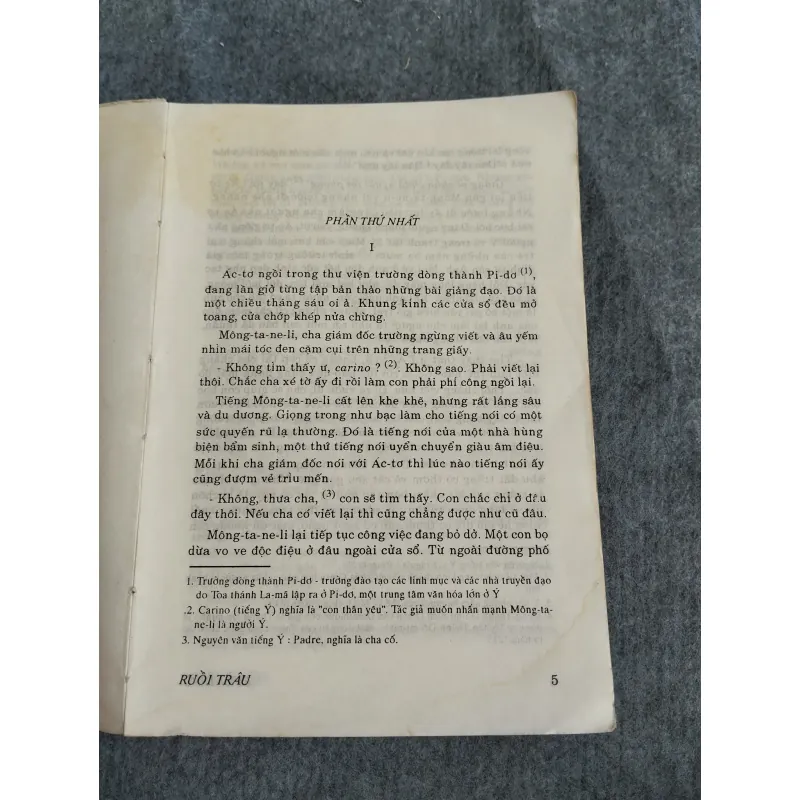 PHẦN THỨ NHẤT
I
Ác-tơ ngồi trong thư viện trường dòng thành Pi-dơ (1),
đang lần giở từng tập bản thảo những bài giảng đạo. Đó là
một chiều tháng sáu oi ả. Khung kính các cửa sổ đều mở
toang, cửa chớp khép nửa chừng.
Mông-ta-ne-li, cha giám đốc trường ngừng viết và âu yếm
nhìn mái tóc đen cặm cụi trên những trang giấy.
- Không tìm thấy ư, carino ? (2). Không sao. Phải viết lại
thôi. Chắc cha xé tờ ấy đi rồi làm con phải phí công ngồi lại.
Tiếng Mông-ta-ne-li cất lên khe khẽ, nhưng rất lắng sâu
và du dương. Giọng trong như bạc làm cho tiếng nói có một
sức quyến rũ lạ thường. Đó là tiếng nói của một nhà hùng
biện bẩm sinh, một thứ tiếng nói uyển chuyển giàu âm điệu.
Mỗi khi cha giám đốc nói với Ác-tơ thì lúc nào tiếng nói ấy
cũng đượm vẻ trìu mến.
- Không, thưa cha, (3) con sẽ tìm thấy. Con chắc chỉ ở đâu
đây thôi. Nếu cha có viết lại thì cũng chẳng được như cũ đâu.
Mông-ta-ne-li lại tiếp tục công việc đang bỏ dở. Một con bọ
dừa vo ve độc điệu ở đâu ngoài cửa sổ. Từ ngoài đường phố
1. Trường dòng thành Pi-dơ - trường đào tạo các linh mục và các nhà truyền đạo
do Tòa thánh La-mã lập ra ở Pi-dơ, một trung tâm văn hóa lớn ở Ý
.2. Carino (tiếng Ý) nghĩa là "con thân yêu". Tác giả muốn nhấn mạnh Mông-ta-
ne-li là người Ý.
3. Nguyên văn tiếng Ý : Padre, nghĩa là cha cố.
RUỒI TRÂU 5